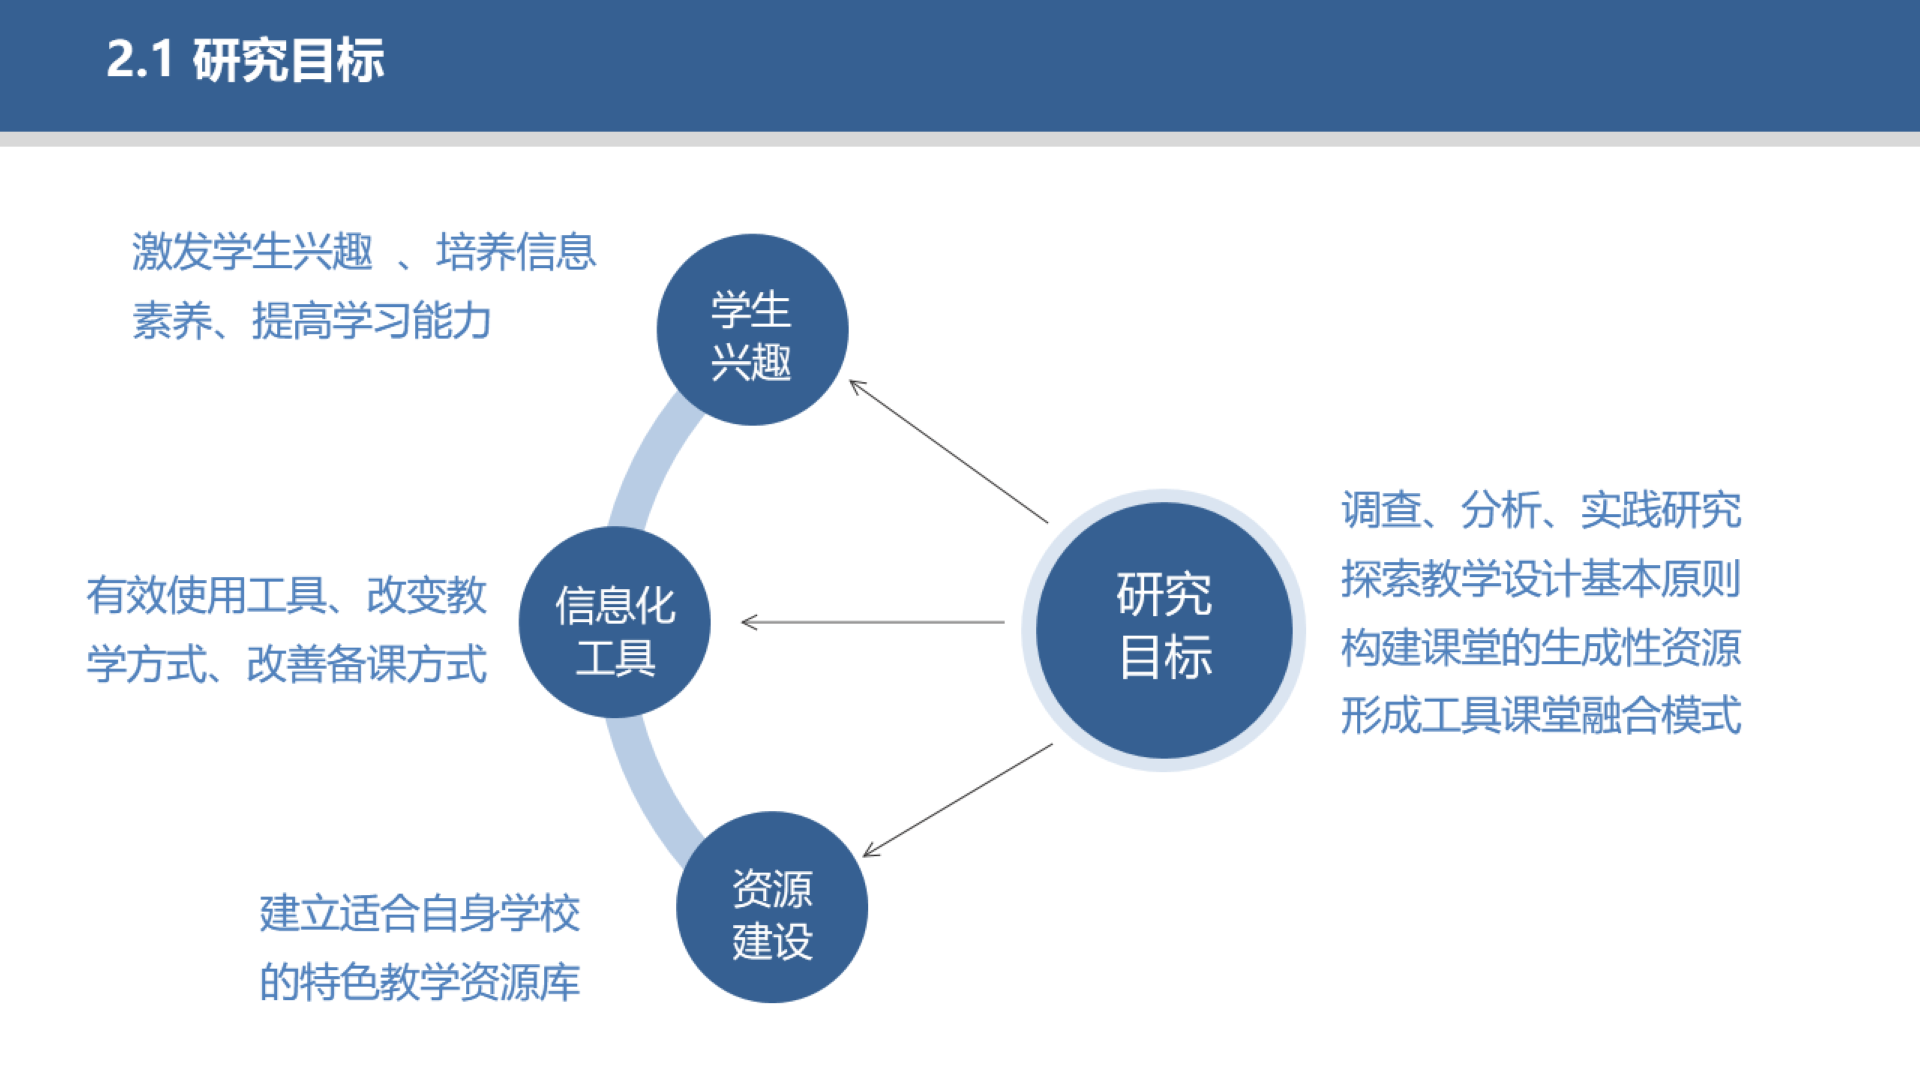 2.1 研究目标
激发学生兴趣 、培养信息
素养、提高学习能力
学生
兴趣
有效使用工具、改变教
学方式、改善备课方式
信息化
工具
建立适合自身学校
的特色教学资源库
资源
建设
研究
目标
调查、分析、实践研究
探索教学设计基本原则
构建课堂的生成性资源
形成工具课堂融合模式